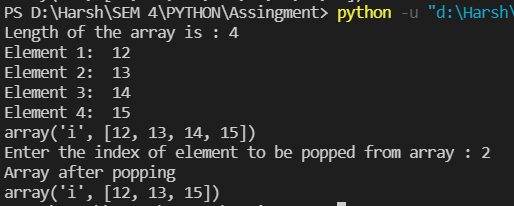 PS D:\Harsh\SEM 4\PYTHON\Assingment> python -u "d:\Harsh\
Length of the array is : 4
Element 1:  12
Element 2:  13
Element 3:  14
Element 4:  15
array('i', [12, 13, 14, 15])
Enter the index of element to be popped from array : 2
Array after popping
array('i', [12, 13, 15])